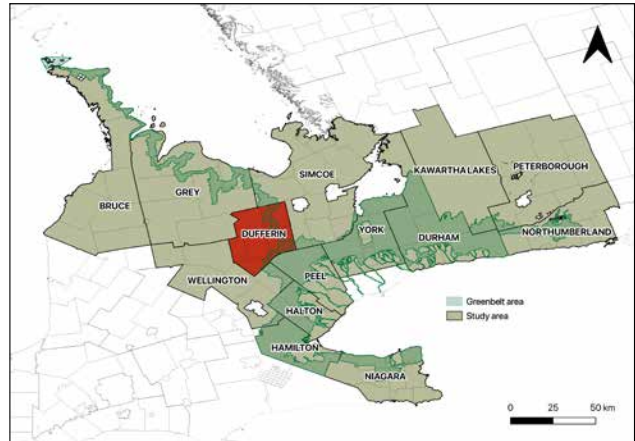 SIMCOE
KAWARTHA LAKES
PETERBOROUGH
GREY
BRUCE
DUFFERIN
YORK
DURHAM
NORTHUMBERLAND
WELLINGTON
PEEL
HALTON
HAMILTON
NIAGARA
Greenbelt area
Study area
0 25 50 km